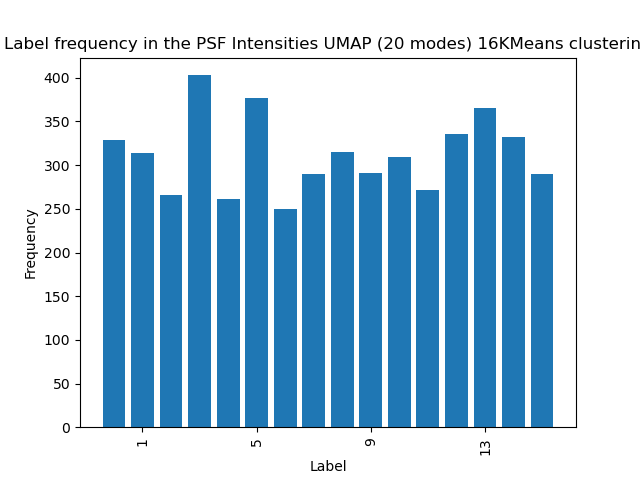 Label frequency in the PSF Intensities UMAP (20 modes) 16KMeans clusterin
400
350
300
250
200
150
100
50
0
Frequency
1 5 9 13
Label